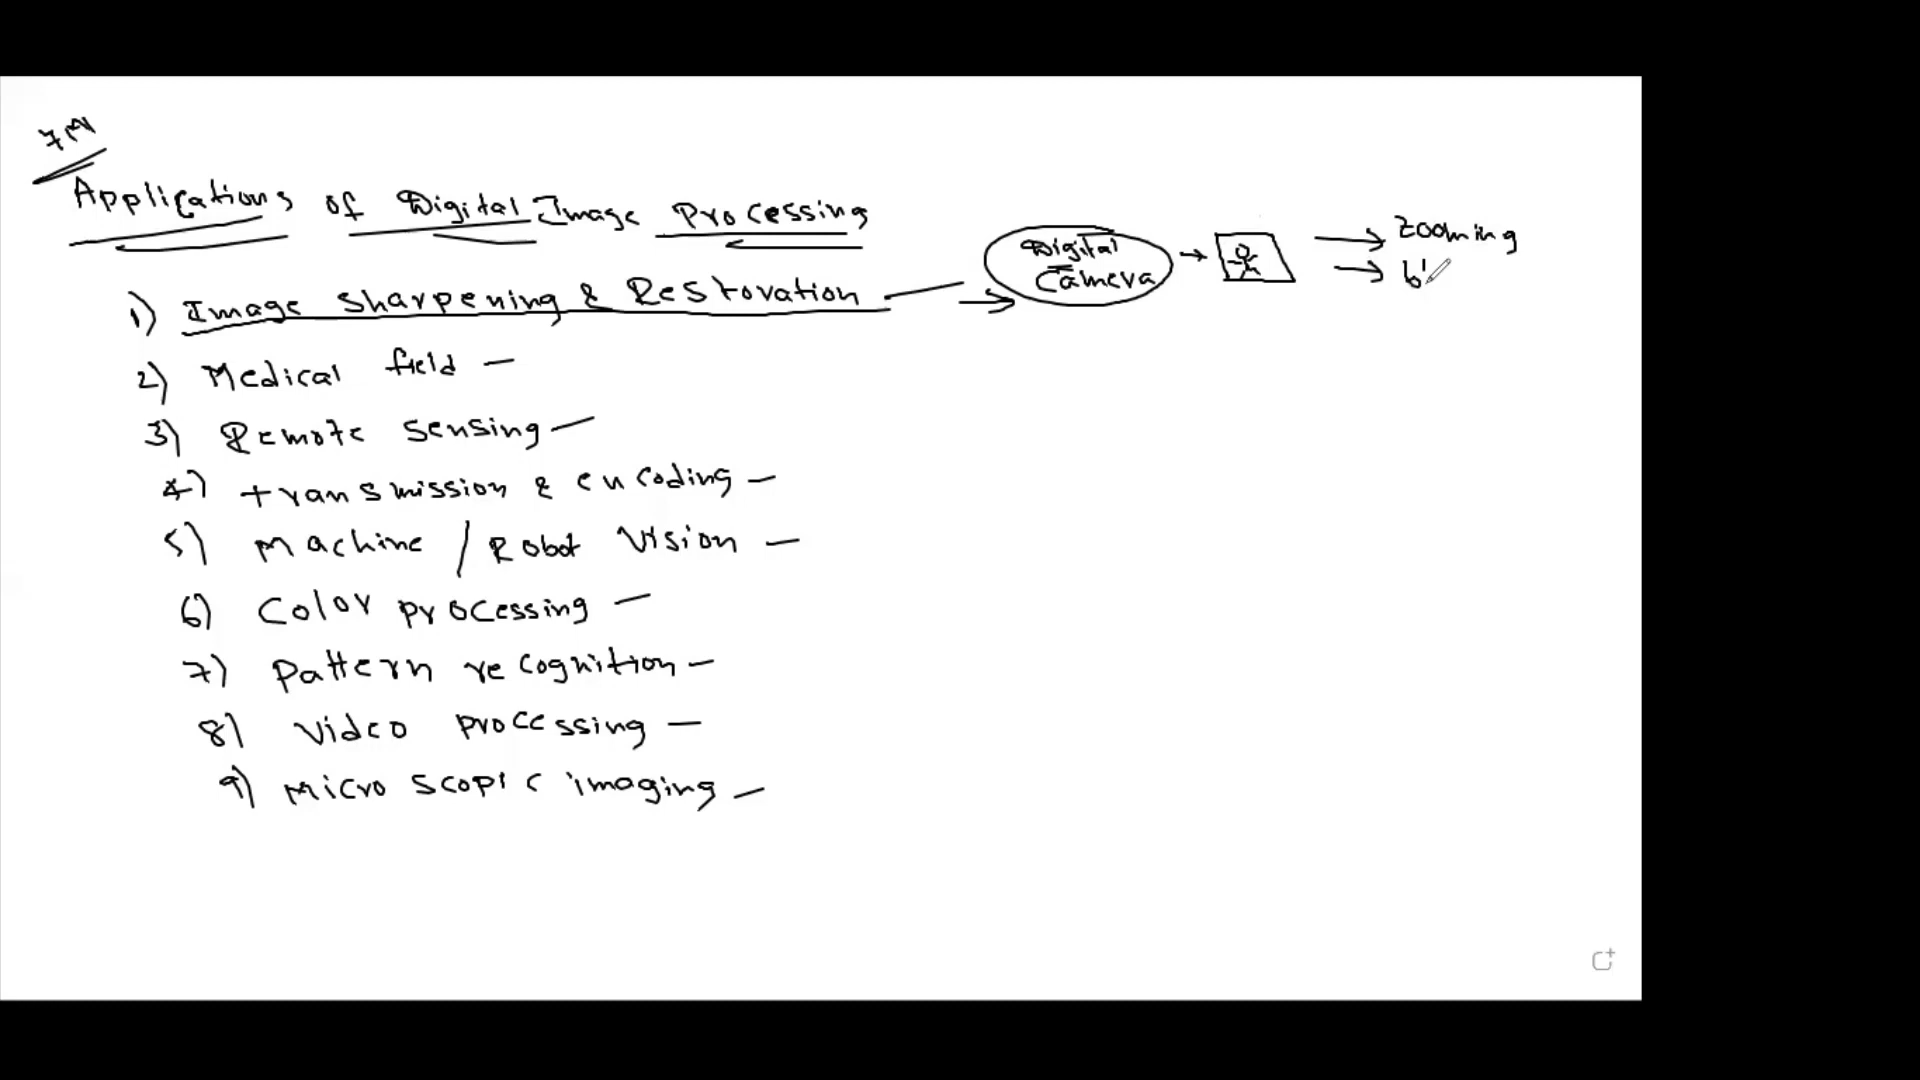 7M
Applications of Digital Image Processing
1) Image sharpening & Restoration
Digital Camera
Zooming
2) Medical field -
3) Remote sensing -
4) transmission & encoding -
5) Machine / Robot Vision -
6) Color processing -
7) Pattern recognition -
8) Video processing -
9) Micro scopic imaging -